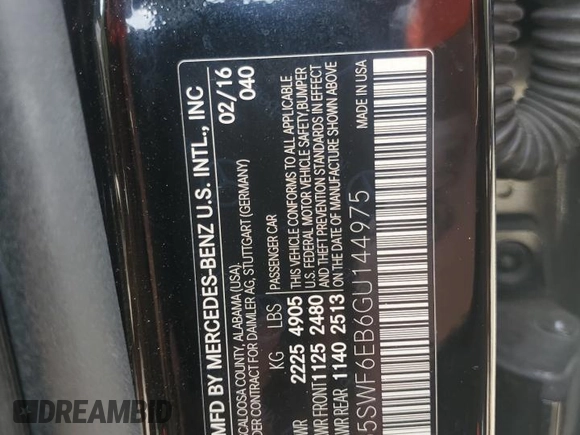 MFD BY MERCEDES-BENZ U.S. INTL., INC
CALOOSA COUNTY, ALABAMA (USA)
CONTRACT FOR DAIMLER AG, STUTTGART (GERMANY)
02/16
040
KG LBS PASSENGER CAR
2225 4905 THIS VEHICLE CONFORMS TO ALL APPLICABLE
WR FRONT 1125 2480 U.S. FEDERAL MOTOR VEHICLE SAFETY, BUMPER
WR REAR 1140 2513 AND THEFT PREVENTION STANDARDS IN EFFECT
ON THE DATE OF MANUFACTURE SHOWN ABOVE
5SWF6EB6GU144975 MADE IN USA
DREAMBID